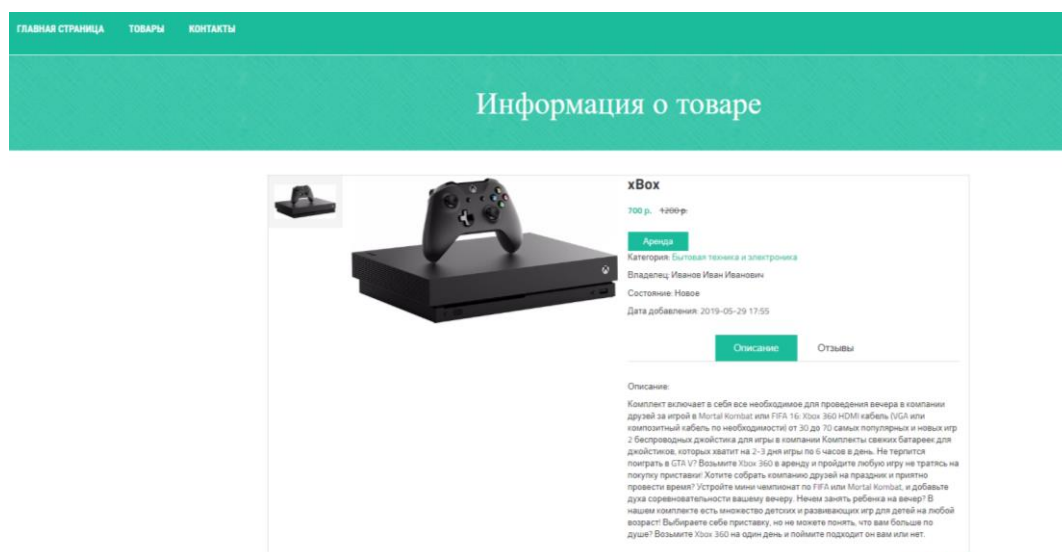 ГЛАВНАЯ СТРАНИЦА ТОВАРЫ КОНТАКТЫ
Информация о товаре
xBox
700 р. 1200 р.
Аренда
Категория: Бытовая техника и электроника
Владелец: Иванов Иван Иванович
Состояние: Новое
Дата добавления: 2019-05-29 17:55
Описание Отзывы
Описание:
Комплект включает в себя все необходимое для проведения вечера в компании
друзей за игрой в Mortal Kombat или FIFA 16: Xbox 360 HDMI кабель (VGA или
композитный кабель по необходимости) от 30 до 70 самых популярных и новых игр
2 беспроводных джойстика для игры в компании Комплекты свежих батареек для
джойстиков, которых хватит на 2-3 дня игры по 6 часов в день. Не терпится
поиграть в GTA V? Возьмите Xbox 360 в аренду и пройдите любую игру не тратясь на
покупку приставки! Хотите собрать компанию друзей на праздник и приятно
провести время? Устройте мини-чемпионат по FIFA или Mortal Kombat, и добавьте
духа соревновательности вашему вечеру. Нечем занять ребенка на вечер? В
нашем комплекте есть множество детских и развивающих игр для детей на любой
возраст! Выбираете себе приставку, но не можете понять, что вам больше по
душе? Возьмите Xbox 360 на один день и поймите подходит он вам или нет.